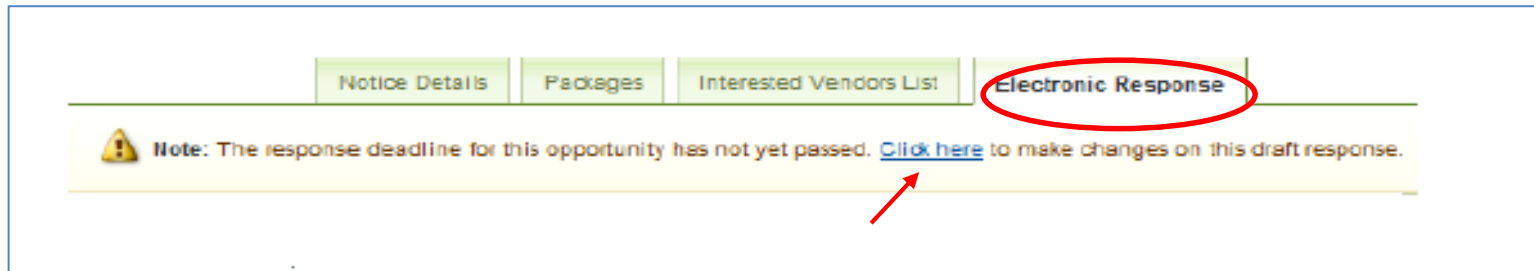 Notice Details Packages Interested Vendors List Electronic Response
Note: The response deadline for this opportunity has not yet passed. Click here to make changes on this draft response.